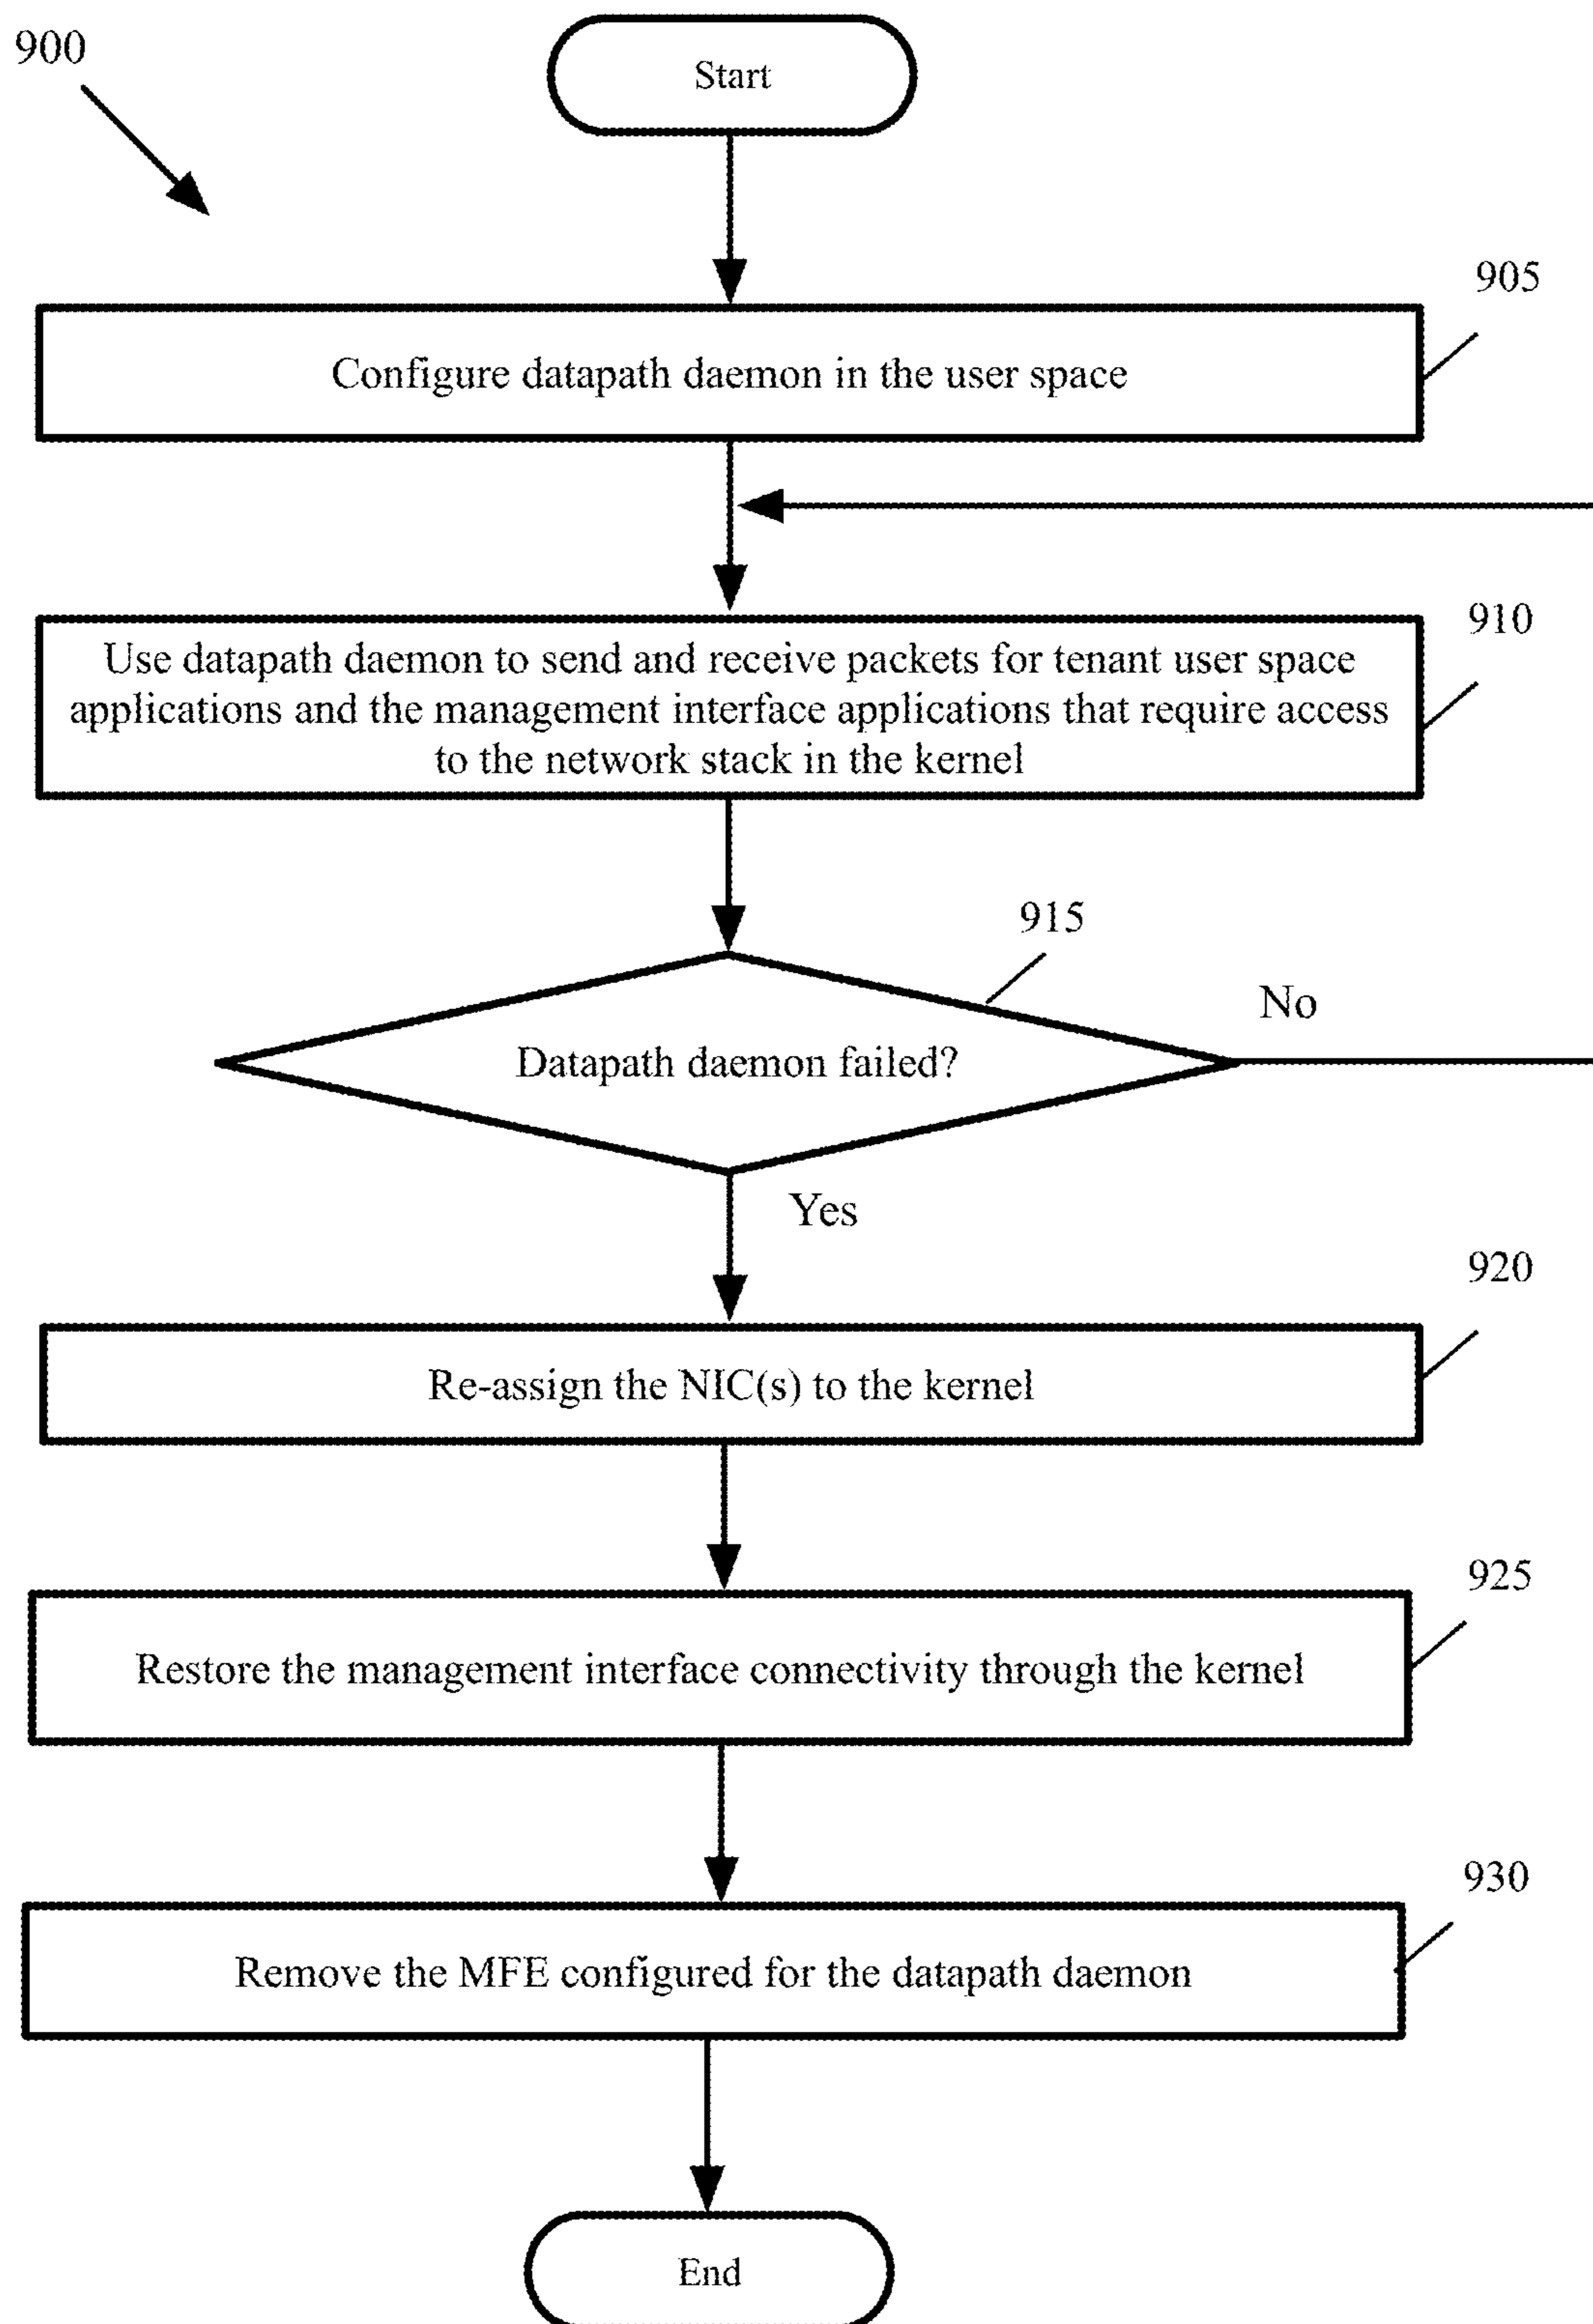 900
Start
905
Configure datapath daemon in the user space
910
Use datapath daemon to send and receive packets for tenant user space
applications and the management interface applications that require access
to the network stack in the kernel
915
No
Datapath daemon failed?
Yes
920
Re-assign the NIC(s) to the kernel
925
Restore the management interface connectivity through the kernel
930
Remove the MFE configured for the datapath daemon
End